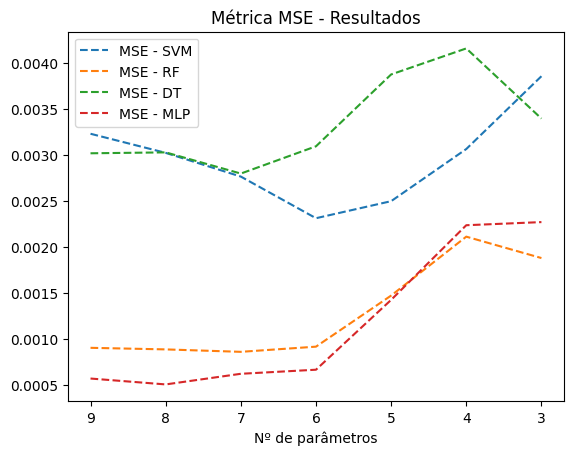 Métrica MSE - Resultados
MSE - SVM
MSE - RF
MSE - DT
MSE - MLP
0.0040
0.0035
0.0030
0.0025
0.0020
0.0015
0.0010
0.0005
9 8 7 6 5 4 3
Nº de parâmetros